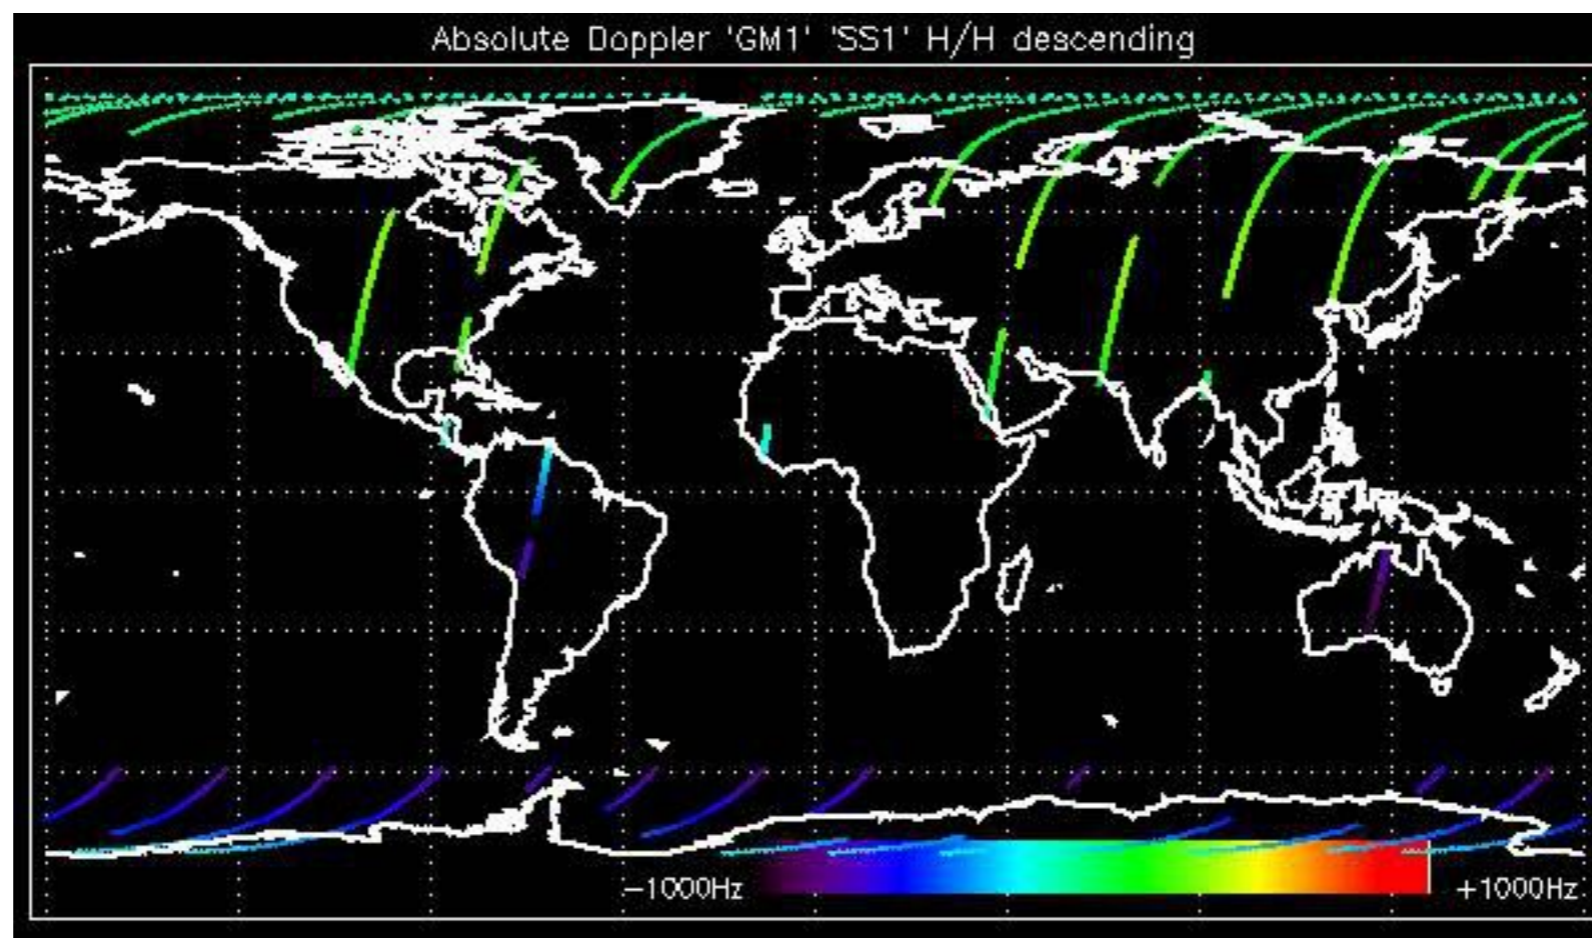 Absolute Doppler 'GM1' 'SS1' H/H descending
−1000Hz
+1000Hz